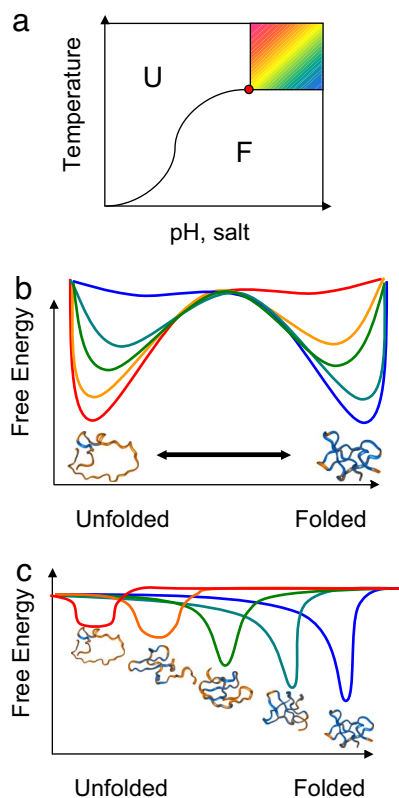 a
Temperature
U
F
pH, salt
b
Free Energy
Unfolded
Folded
c
Free Energy
Unfolded
Folded